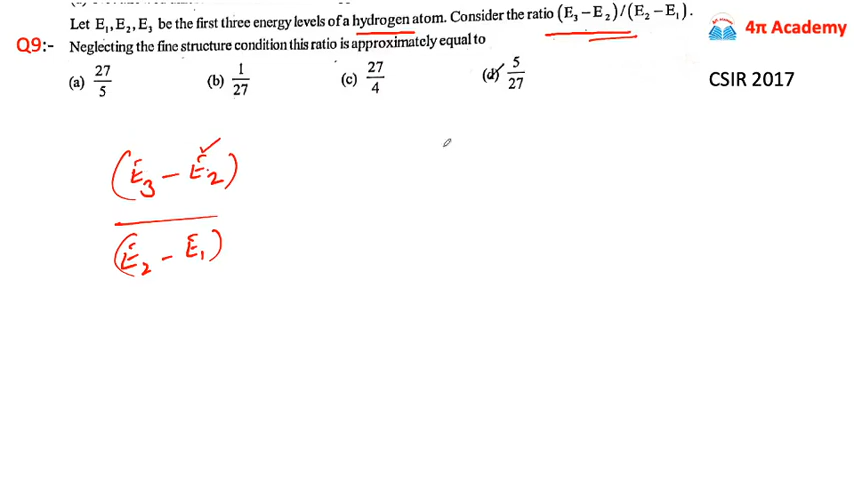 Let E₁, E₂, E₃ be the first three energy levels of a hydrogen atom. Consider the ratio (E₃ − E₂)/(E₂ − E₁).
Q9:- Neglecting the fine structure condition this ratio is approximately equal to
4π Academy
(a) 27/5 (b) 1/27 (c) 27/4 (d) 5/27
CSIR 2017
(E₃ − E₂)
(E₂ − E₁)